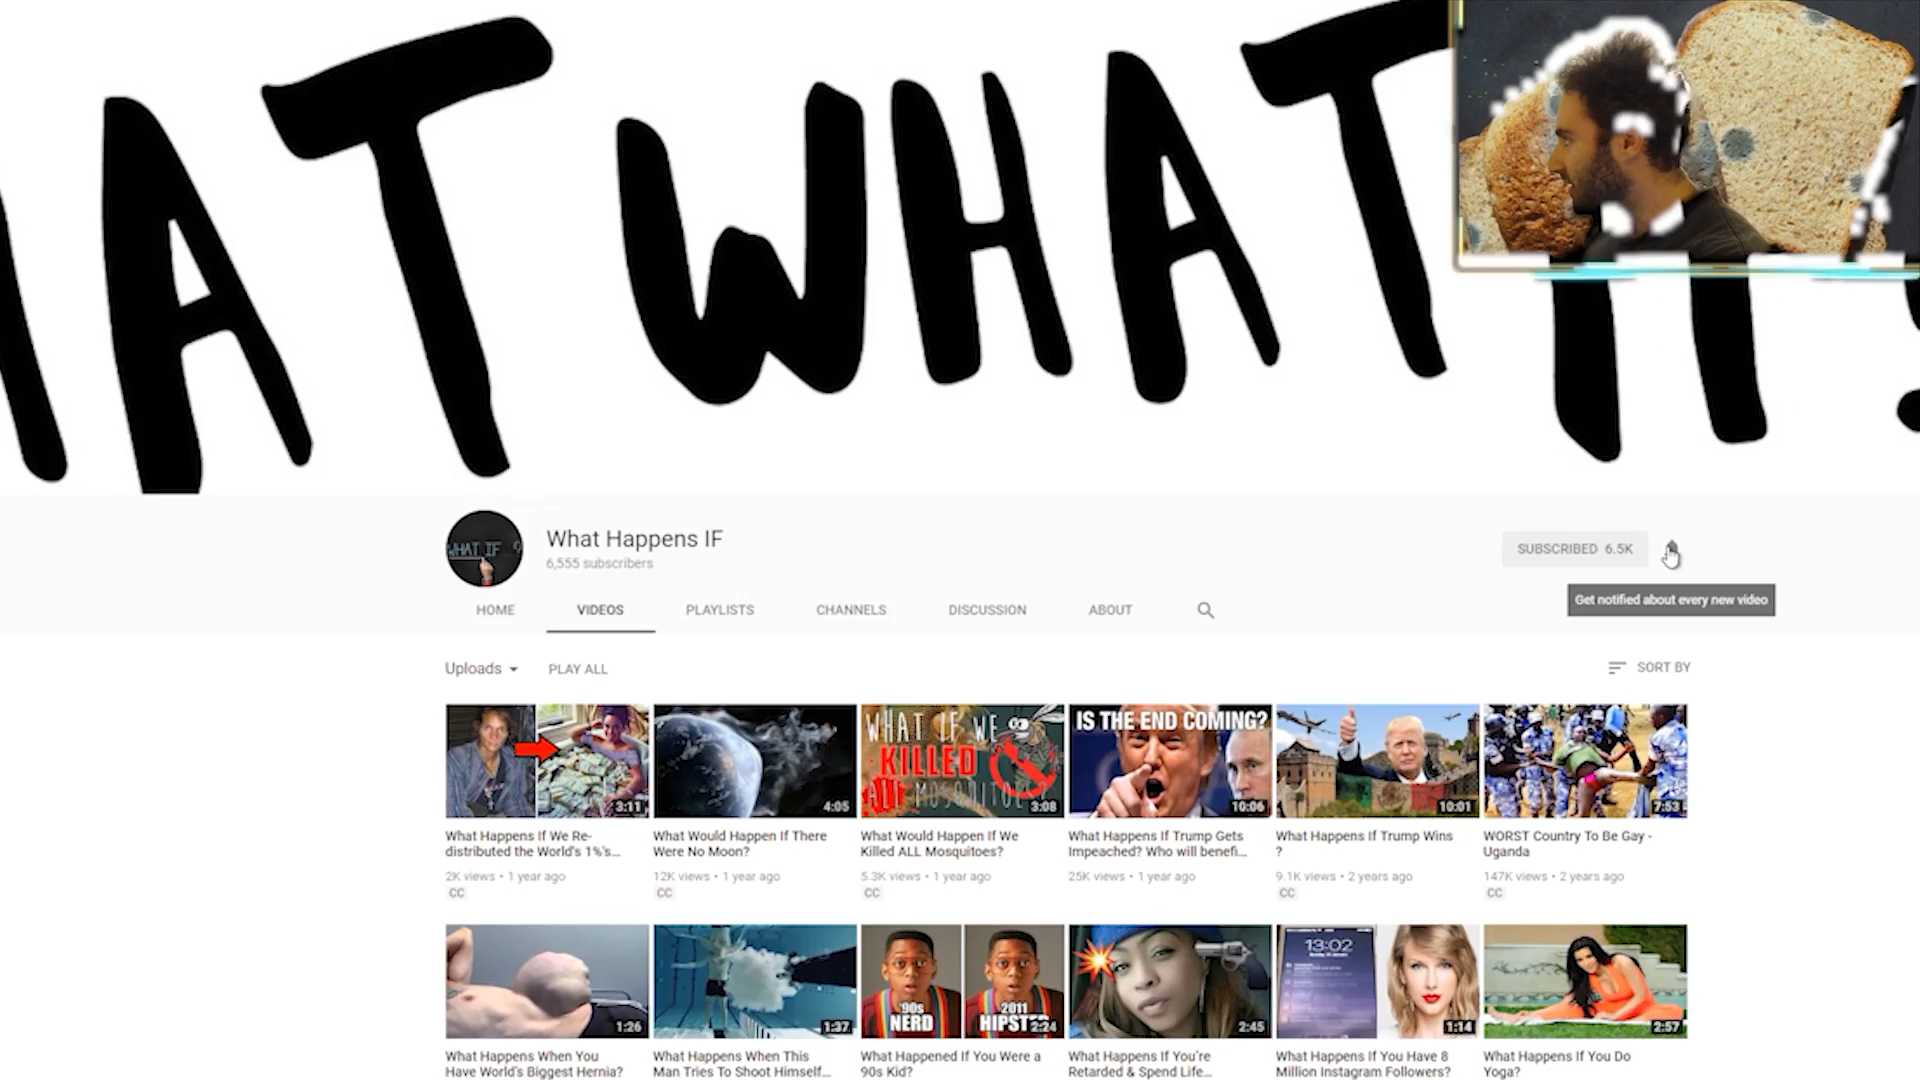 WHAT WHAT IF
What Happens IF
6,555 subscribers
SUBSCRIBED 6.5K
Get notified about every new video
HOME VIDEOS PLAYLISTS CHANNELS DISCUSSION ABOUT
Uploads PLAY ALL SORT BY
3:11
4:05
WHAT IF WE
KILLED
ALL MOSQUITOE
3:08
IS THE END COMING?
10:06
10:01
7:53
What Happens If We Re-
distributed the World's 1%'s...
2K views • 1 year ago
CC
What Would Happen If There
Were No Moon?
12K views • 1 year ago
CC
What Would Happen If We
Killed ALL Mosquitoes?
5.3K views • 1 year ago
CC
What Happens If Trump Gets
Impeached? Who will benefi...
25K views • 1 year ago
What Happens If Trump Wins
?
9.1K views • 2 years ago
CC
WORST Country To Be Gay -
Uganda
147K views • 2 years ago
CC
1:26
1:37
'90s
NERD
2011
HIPSTE
2:24
2:45
13:02
1:14
2:57
What Happens When You
Have World's Biggest Hernia?
What Happens When This
Man Tries To Shoot Himself...
What Happened If You Were a
90s Kid?
What Happens If You're
Retarded & Spend Life...
What Happens If You Have 8
Million Instagram Followers?
What Happens If You Do
Yoga?